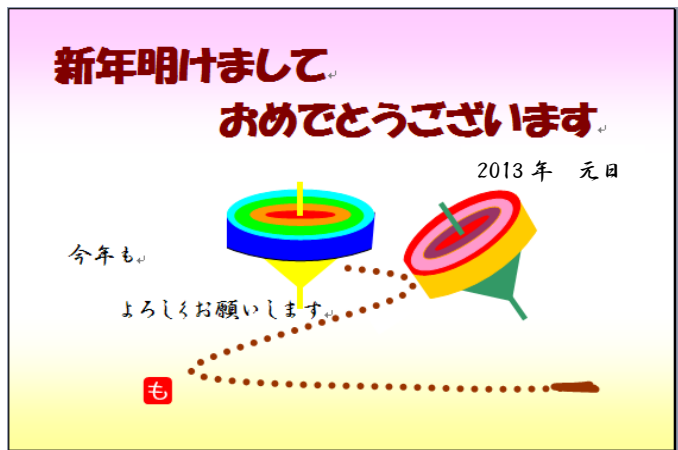 新年明けまして
おめでとうございます
2013年　元旦
今年も
よろしくお願いします
も